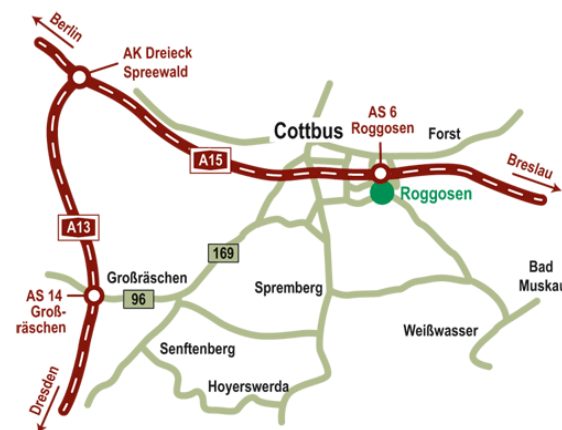 Berlin
AK Dreieck
Spreewald
AS 6
Roggosen
Cottbus
Forst
A15
Breslau
Roggosen
A13
169
Großräschen
96
AS 14
Groß-
räschen
Spremberg
Bad
Muskau
Weißwasser
Senftenberg
Hoyerswerda
Dresden